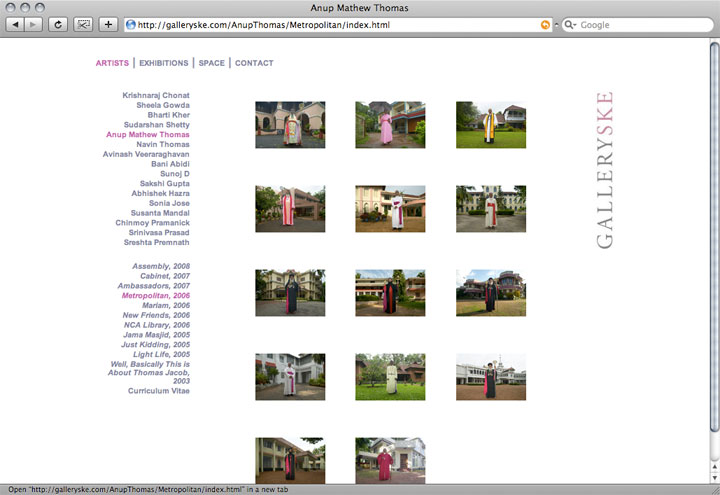 Anup Mathew Thomas
http://galleryske.com/AnupThomas/Metropolitan/index.html
Google
ARTISTS | EXHIBITIONS | SPACE | CONTACT
Krishnaraj Chonat
Sheela Gowda
Bharti Kher
Sudarshan Shetty
Anup Mathew Thomas
Navin Thomas
Avinash Veeraraghavan
Bani Abidi
Sunoj D
Sakshi Gupta
Abhishek Hazra
Sonia Jose
Susanta Mandal
Chinmoy Pramanick
Srinivasa Prasad
Sreshta Premnath
Assembly, 2008
Cabinet, 2007
Ambassadors, 2007
Metropolitan, 2006
Mariam, 2006
New Friends, 2006
NCA Library, 2006
Jama Masjid, 2005
Just Kidding, 2005
Light Life, 2005
Well, Basically This is
About Thomas Jacob,
2003
Curriculum Vitae
GALLERYSKE
Open "http://galleryske.com/AnupThomas/Metropolitan/index.html" in a new tab